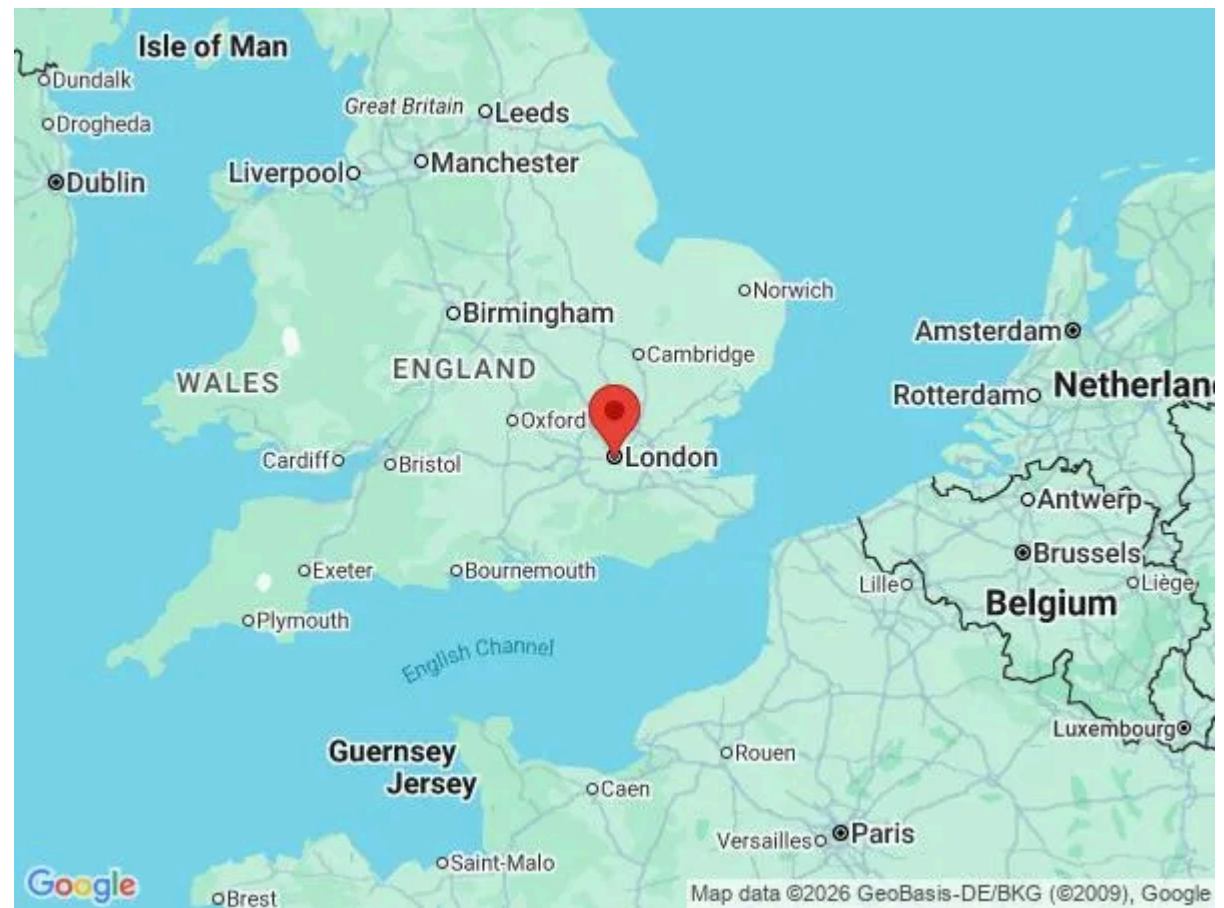 Isle of Man
Dundalk
Great Britain
Leeds
Drogheda
Manchester
Liverpool
Dublin
Norwich
Birmingham
Amsterdam
Cambridge
ENGLAND
WALES
Netherlan
Rotterdam
Oxford
London
Cardiff
Bristol
Antwerp
Brussels
Exeter
Bournemouth
Lille
Liège
Belgium
Plymouth
English Channel
Luxembourg
Guernsey
Rouen
Jersey
Caen
Paris
Versailles
Saint-Malo
Google
Brest
Map data ©2026 GeoBasis-DE/BKG (©2009), Google